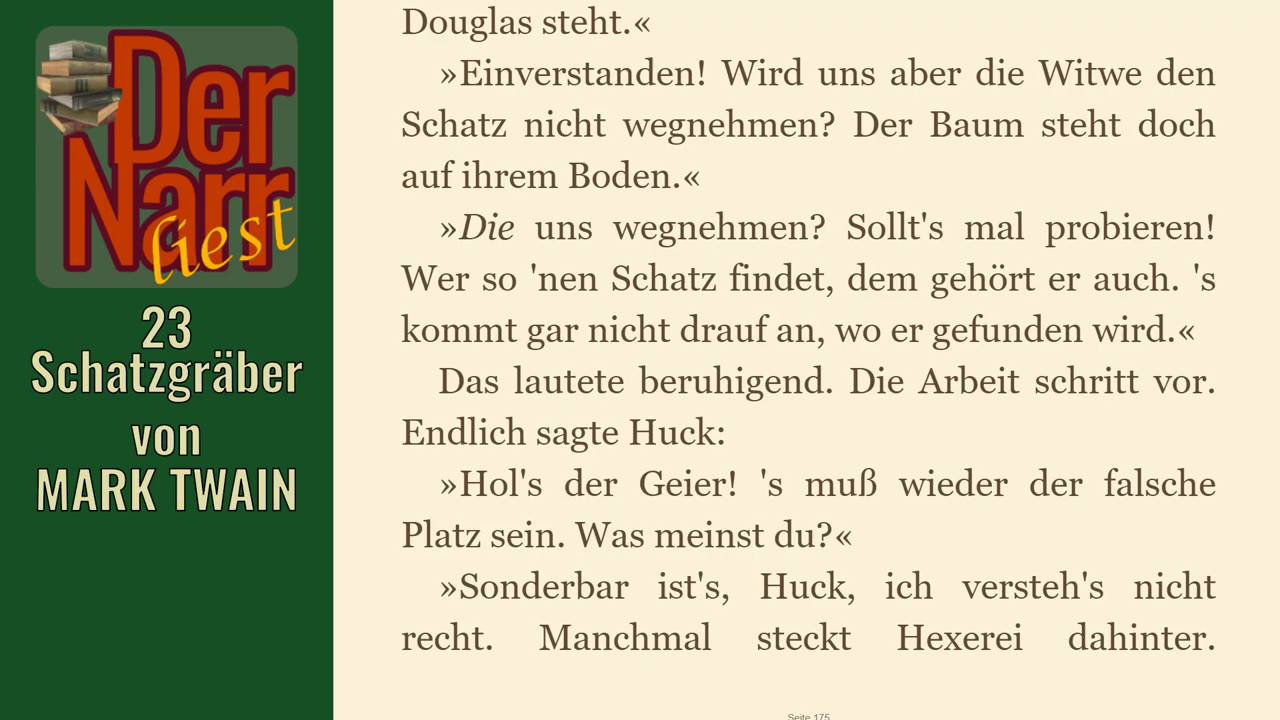 Der
Narr
liest
23
Schatzgräber
von
MARK TWAIN
Douglas steht.«
»Einverstanden! Wird uns aber die Witwe den
Schatz nicht wegnehmen? Der Baum steht doch
auf ihrem Boden.«
»Die uns wegnehmen? Sollt's mal probieren!
Wer so 'nen Schatz findet, dem gehört er auch. 's
kommt gar nicht drauf an, wo er gefunden wird.«
Das lautete beruhigend. Die Arbeit schritt vor.
Endlich sagte Huck:
»Hol's der Geier! 's muß wieder der falsche
Platz sein. Was meinst du?«
»Sonderbar ist's, Huck, ich versteh's nicht
recht. Manchmal steckt Hexerei dahinter.
Seite 175